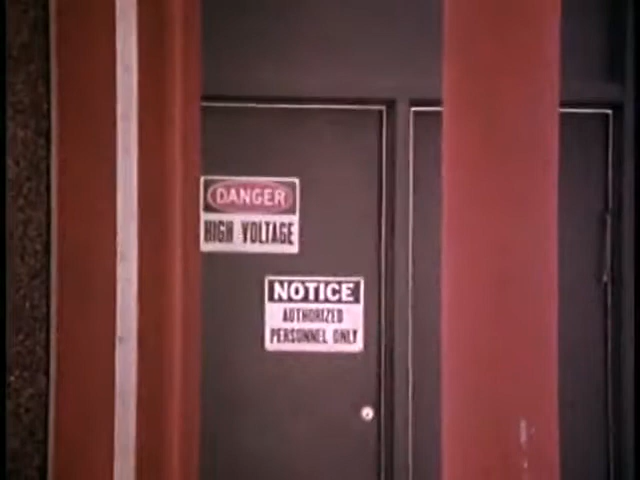 DANGER
HIGH VOLTAGE
NOTICE
AUTHORIZED
PERSONNEL ONLY